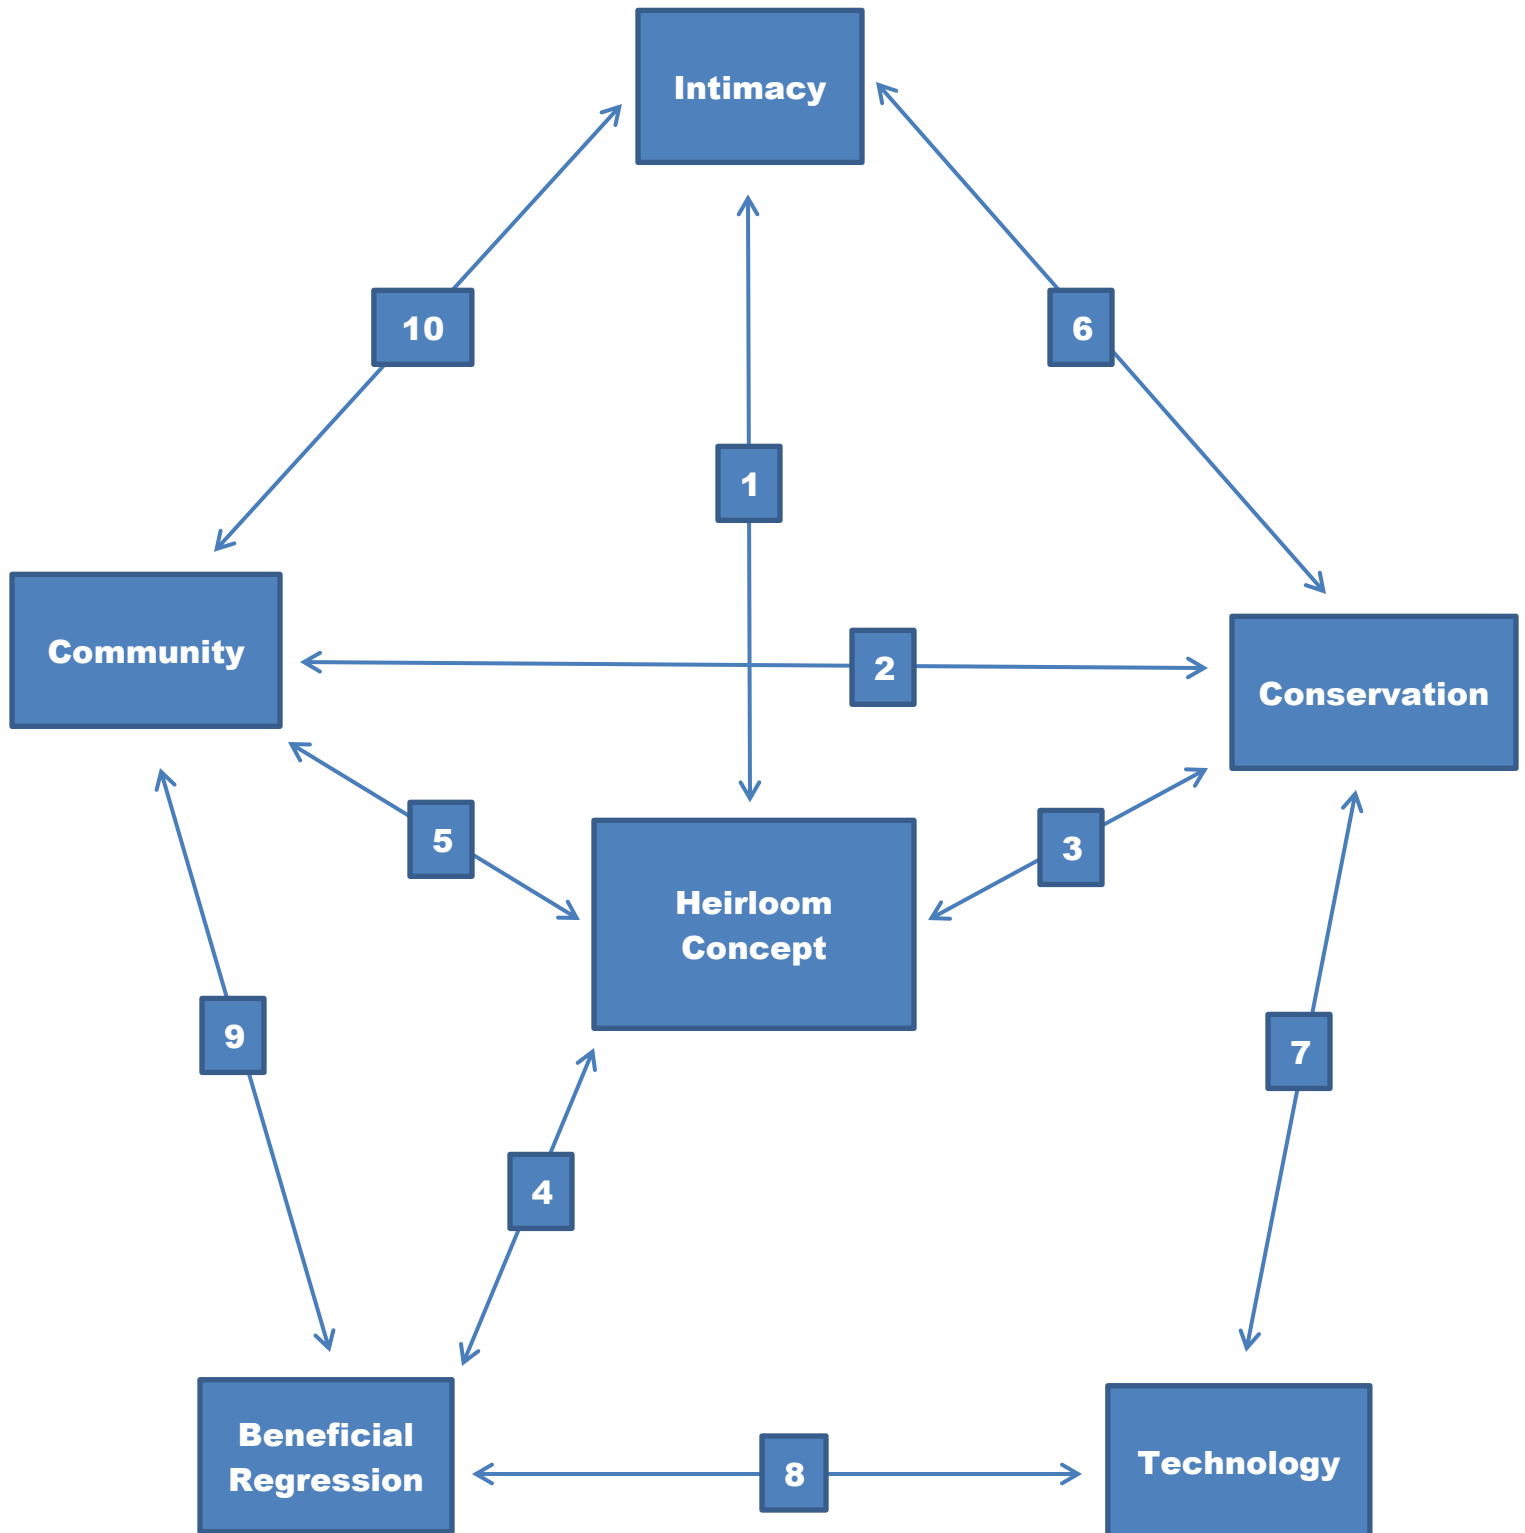 Intimacy
10
6
1
Community
2
Conservation
5
3
Heirloom
Concept
9
7
4
Beneficial
Regression
8
Technology